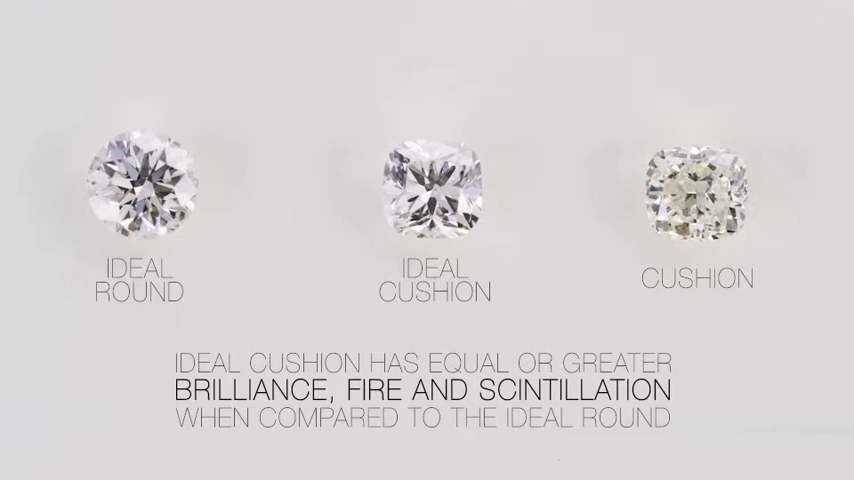 IDEAL
ROUND
IDEAL
CUSHION
CUSHION
IDEAL CUSHION HAS EQUAL OR GREATER
BRILLIANCE, FIRE AND SCINTILLATION
WHEN COMPARED TO THE IDEAL ROUND